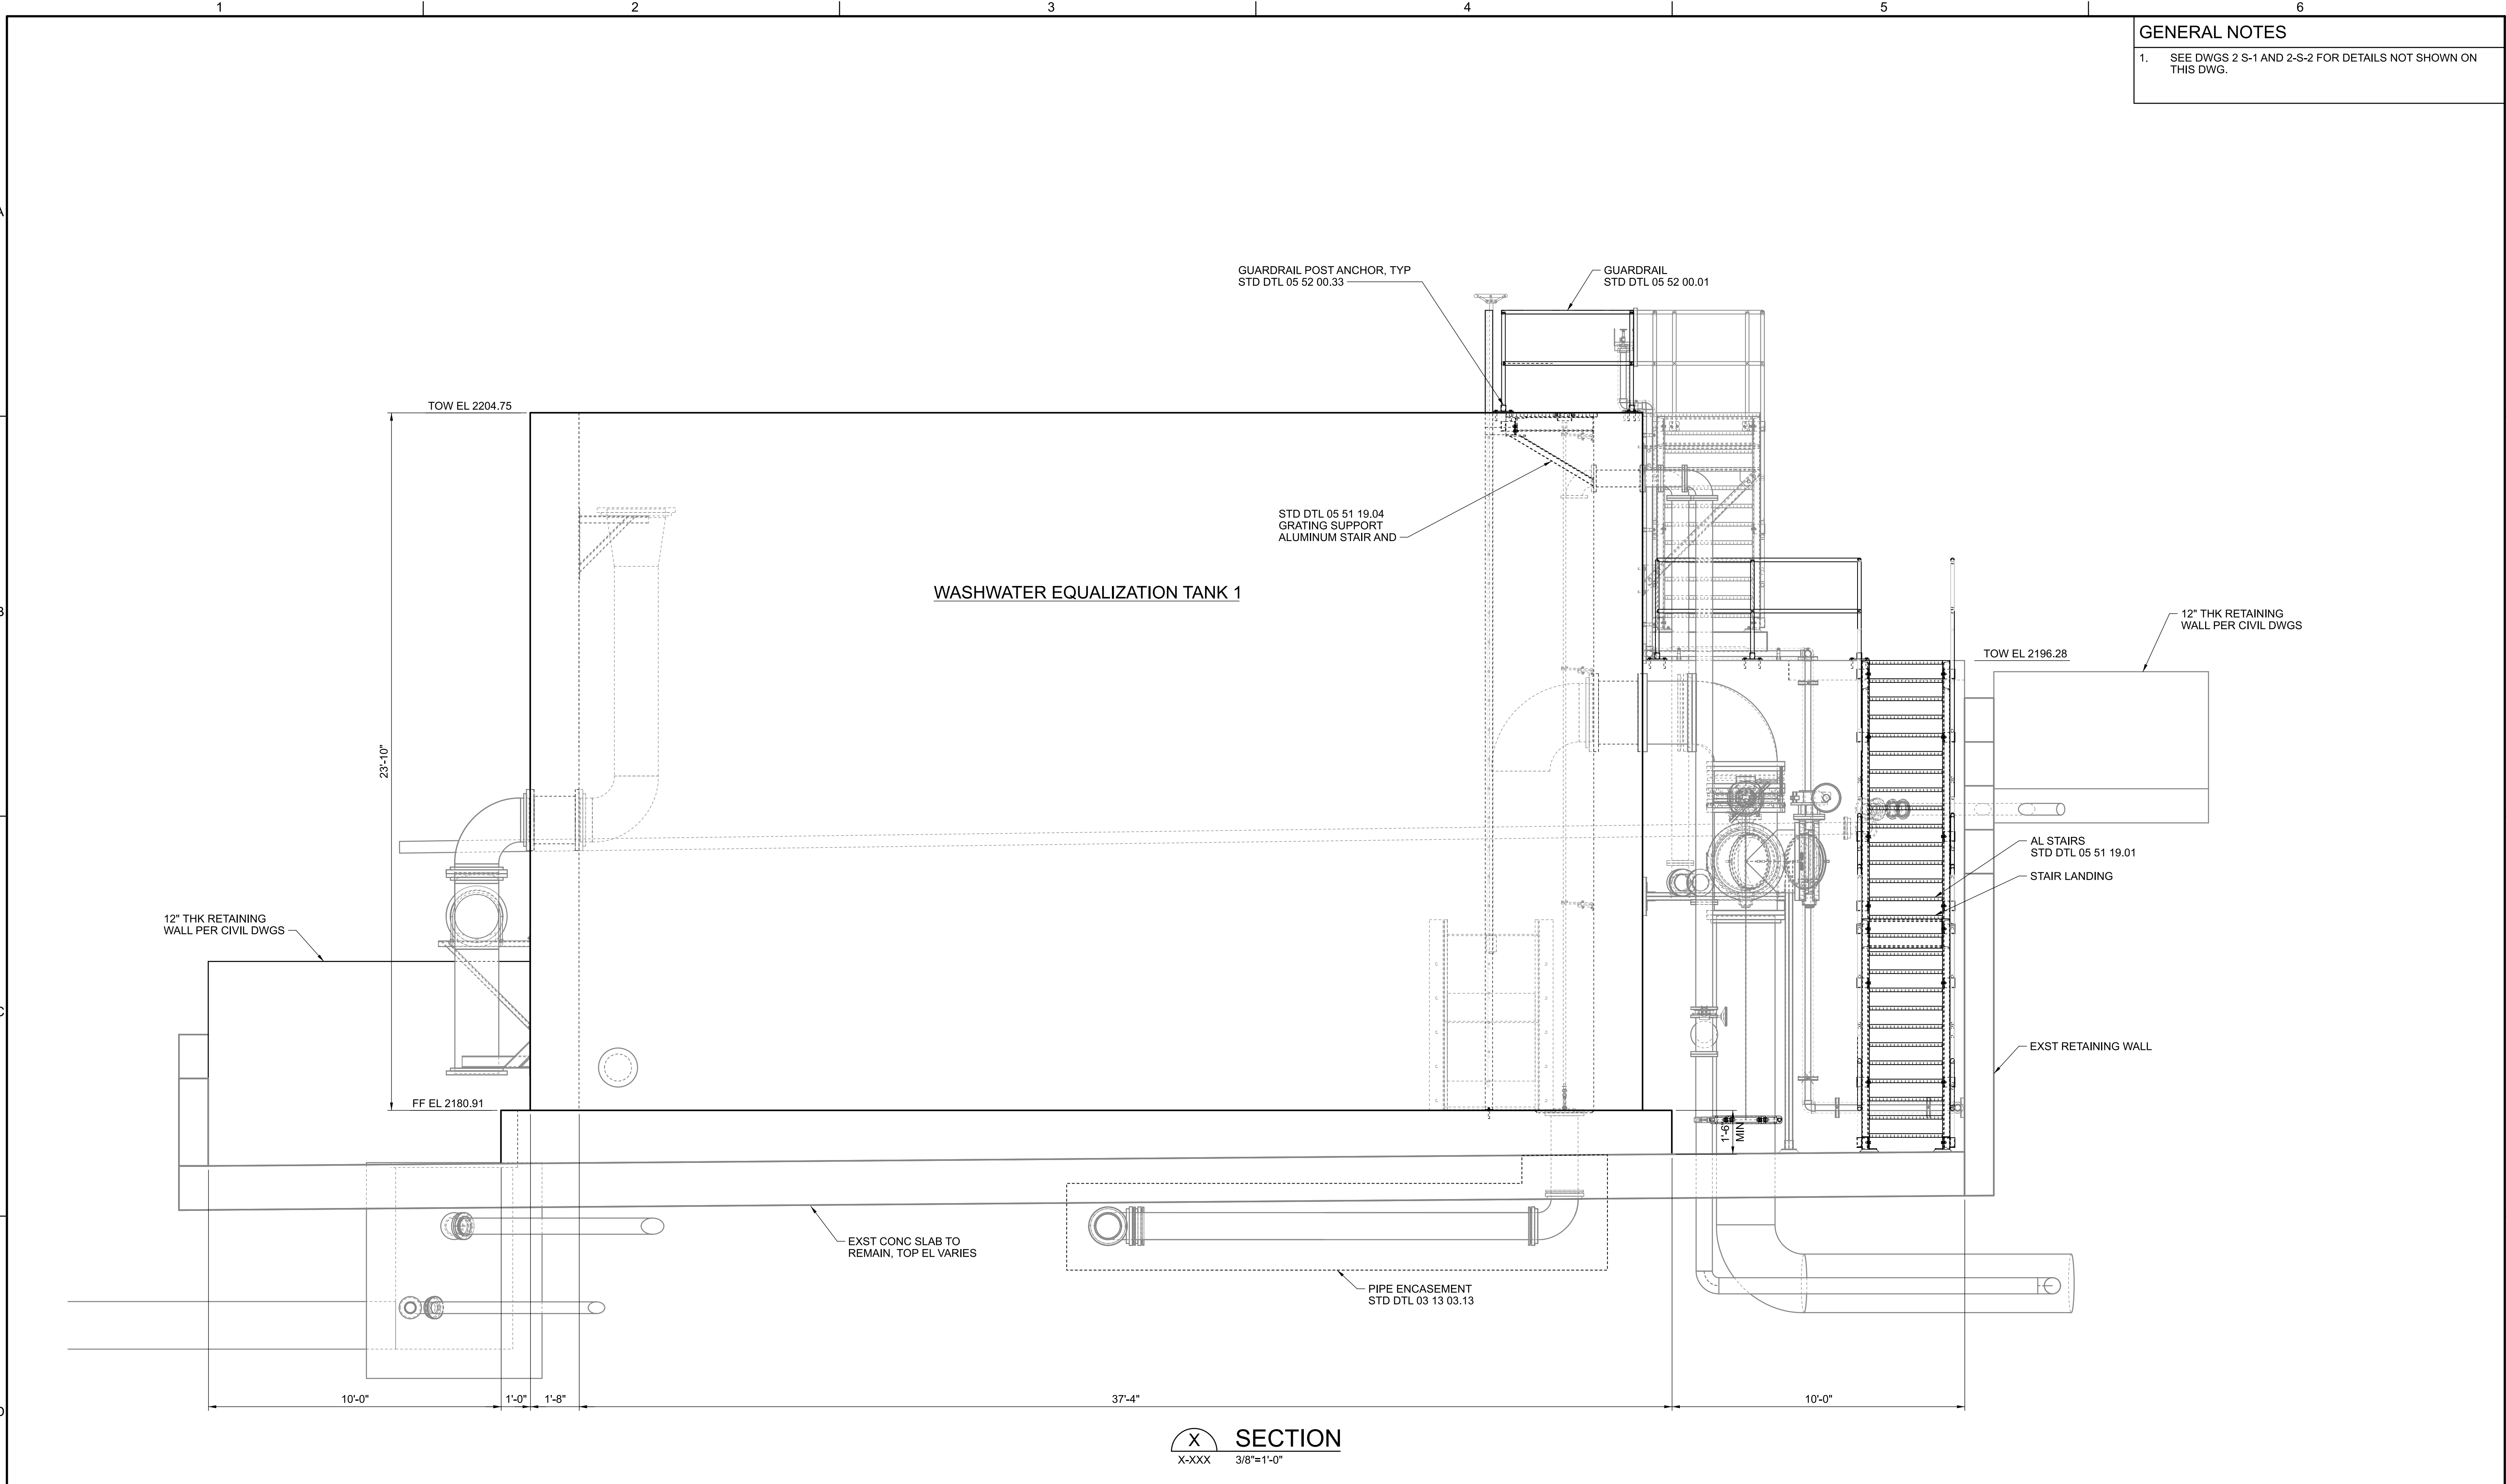 1
2
3
4
5
6
GENERAL NOTES
1. SEE DWGS 2 S-1 AND 2-S-2 FOR DETAILS NOT SHOWN ON
THIS DWG.
A
GUARDRAIL POST ANCHOR, TYP
STD DTL 05 52 00.33
GUARDRAIL
STD DTL 05 52 00.01
TOW EL 2204.75
STD DTL 05 51 19.04
GRATING SUPPORT
ALUMINUM STAIR AND
WASHWATER EQUALIZATION TANK 1
B
12" THK RETAINING
WALL PER CIVIL DWGS
TOW EL 2196.28
23'-10"
AL STAIRS
STD DTL 05 51 19.01
STAIR LANDING
12" THK RETAINING
WALL PER CIVIL DWGS
C
EXST RETAINING WALL
FF EL 2180.91
1'-6"
MIN
EXST CONC SLAB TO
REMAIN, TOP EL VARIES
PIPE ENCASEMENT
STD DTL 03 13 03.13
10'-0"
1'-0"
1'-8"
37'-4"
10'-0"
D
X
SECTION
X-XXX
3/8"=1'-0"